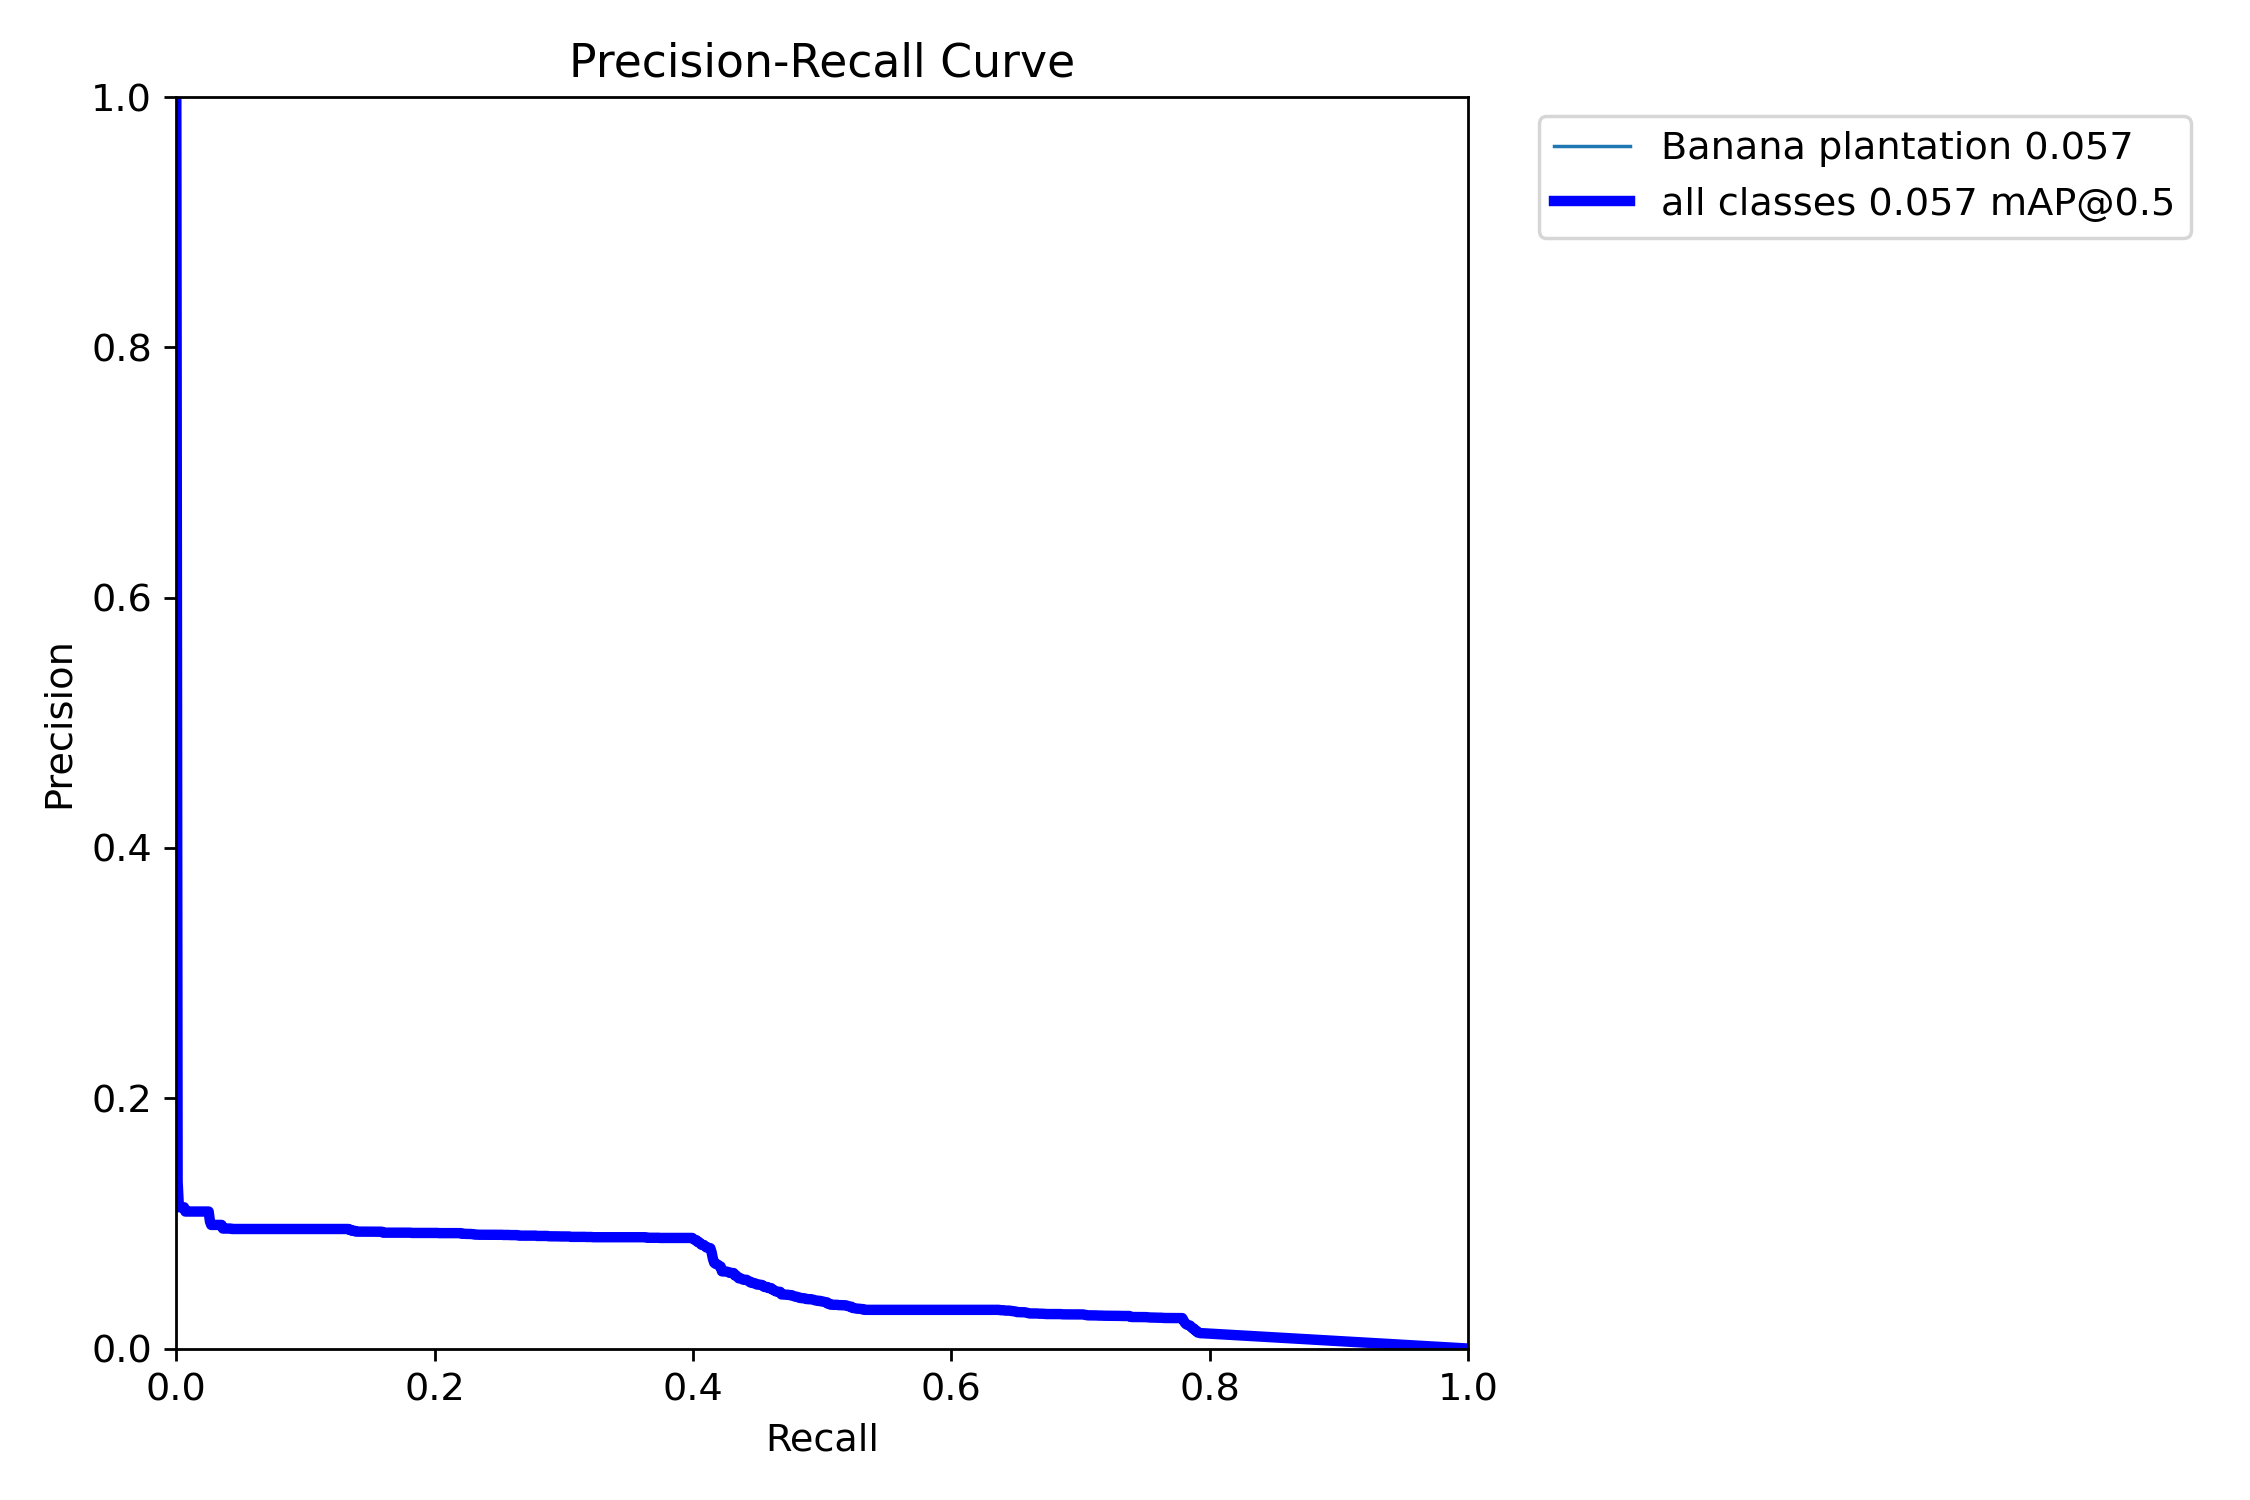 Precision-Recall Curve
1.0
0.8
0.6
0.4
0.2
0.0
Precision
0.0 0.2 0.4 0.6 0.8 1.0
Recall
Banana plantation 0.057
all classes 0.057 mAP@0.5